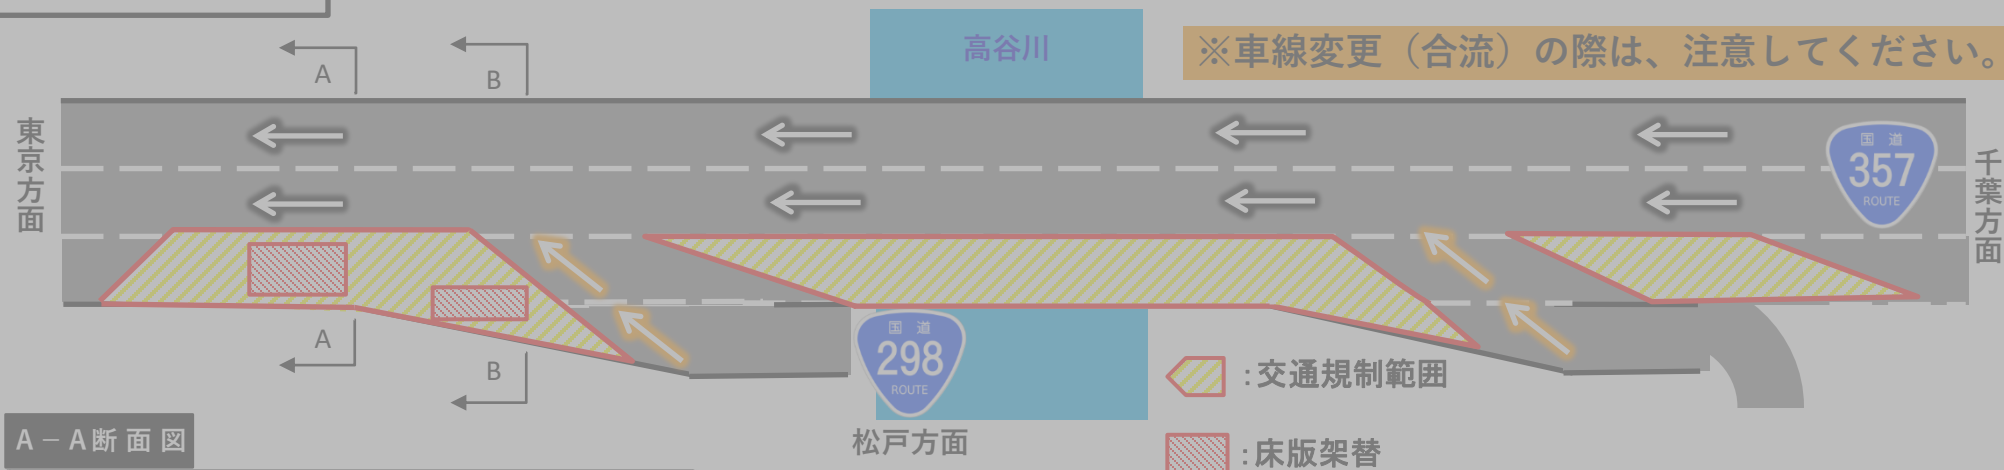 高谷川
※車線変更（合流）の際は、注意してください。
A
B
東京方面
千葉方面
国道
357
ROUTE
A
B
国道
298
ROUTE
：交通規制範囲
A－A断面図
松戸方面
：床版架替